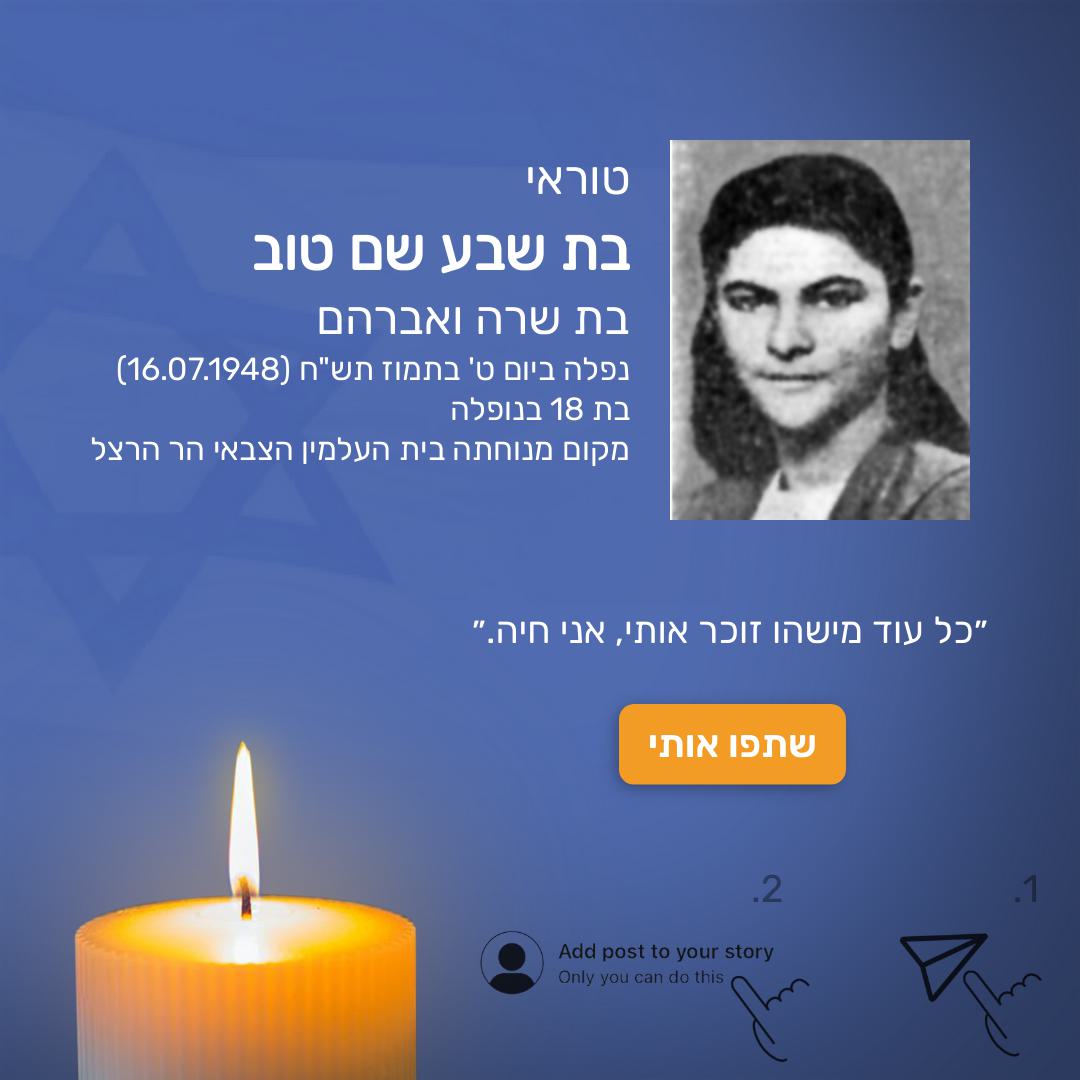 טוראי
בת שבע שם טוב
בת שרה ואברהם
נפלה ביום ט' בתמוז תש"ח (16.07.1948)
בת 18 בנופלה
מקום מנוחתה בית העלמין הצבאי הר הרצל
״כל עוד מישהו זוכר אותי, אני חיה.״
שתפו אותי
.1
.2
Add post to your story
Only you can do this